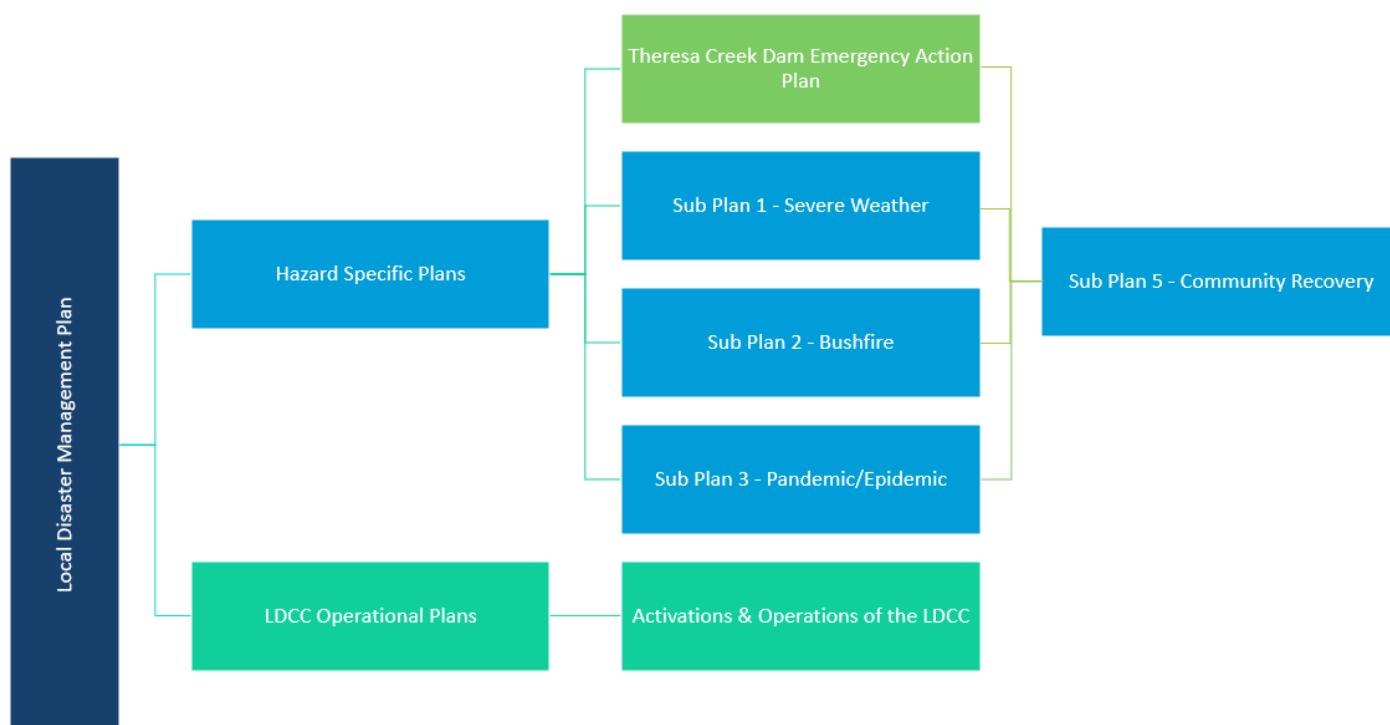 Local Disaster Management Plan
Hazard Specific Plans
Theresa Creek Dam Emergency Action
Plan
Sub Plan 1 - Severe Weather
Sub Plan 2 - Bushfire
Sub Plan 3 - Pandemic/Epidemic
Sub Plan 5 - Community Recovery
LDCC Operational Plans
Activations & Operations of the LDCC